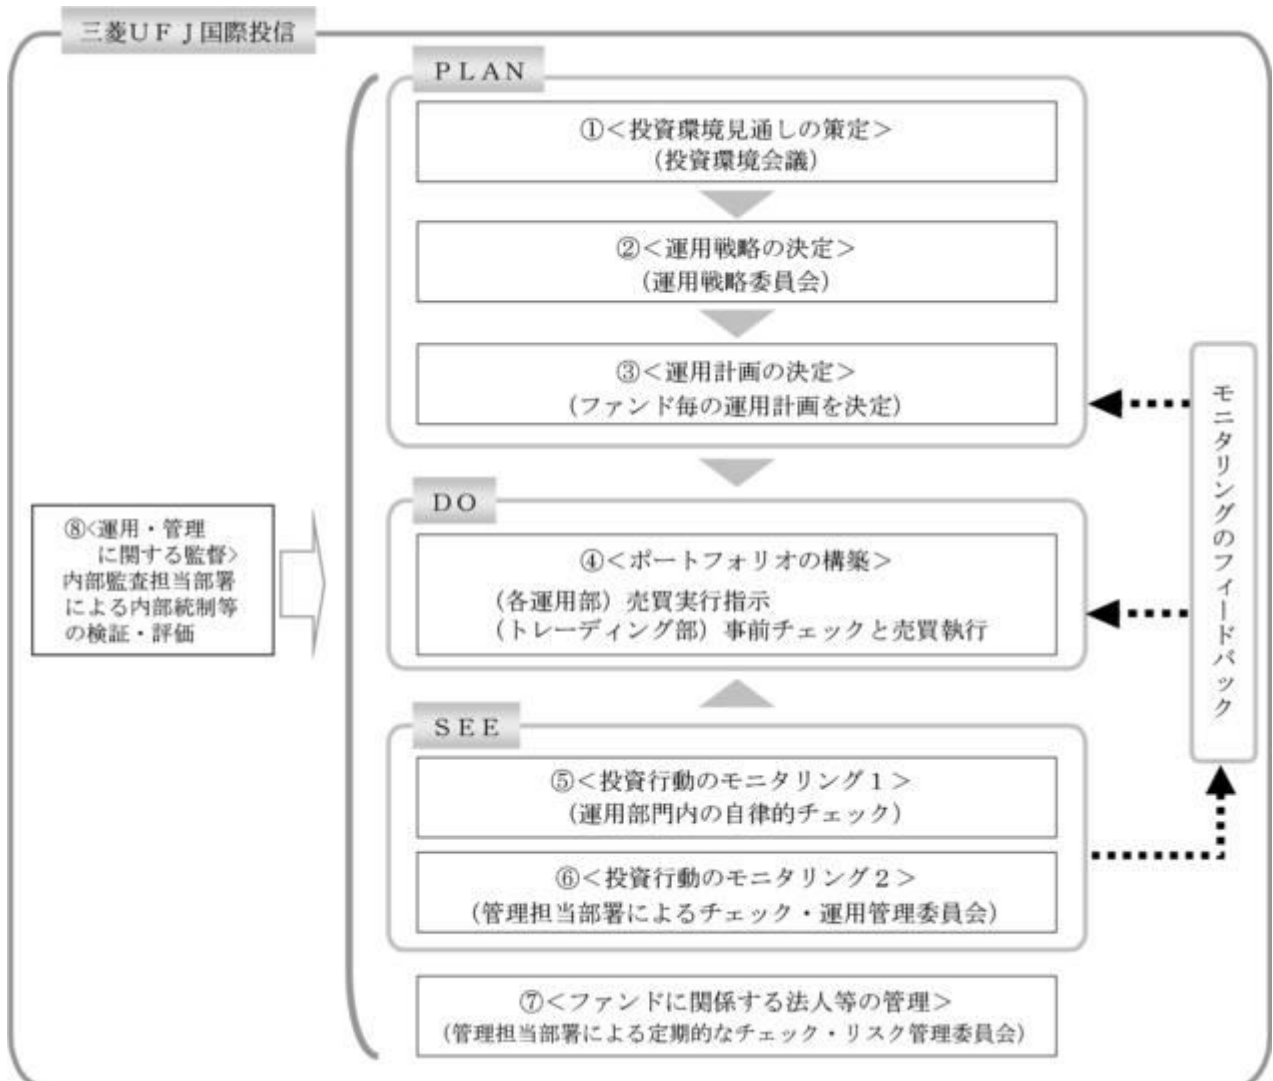 三菱UFJ国際投信
PLAN
①<投資環境見通しの策定>
(投資環境会議)
②<運用戦略の決定>
(運用戦略委員会)
③<運用計画の決定>
(ファンド毎の運用計画を決定)
DO
④<ポートフォリオの構築>
(各運用部)売買実行指示
(トレーディング部)事前チェックと売買執行
SEE
⑤<投資行動のモニタリング1>
(運用部門内の自律的チェック)
⑥<投資行動のモニタリング2>
(管理担当部署によるチェック・運用管理委員会)
⑦<ファンドに関係する法人等の管理>
(管理担当部署による定期的なチェック・リスク管理委員会)
⑧<運用・管理
に関する監督>
内部監査担当部署
による内部統制等
の検証・評価
モニタリングのフィードバック